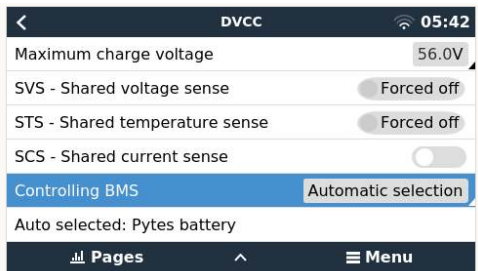 DVCC 05:42
Maximum charge voltage 56.0V
SVS - Shared voltage sense Forced off
STS - Shared temperature sense Forced off
SCS - Shared current sense
Controlling BMS Automatic selection
Auto selected: Pytes battery
Pages Menu